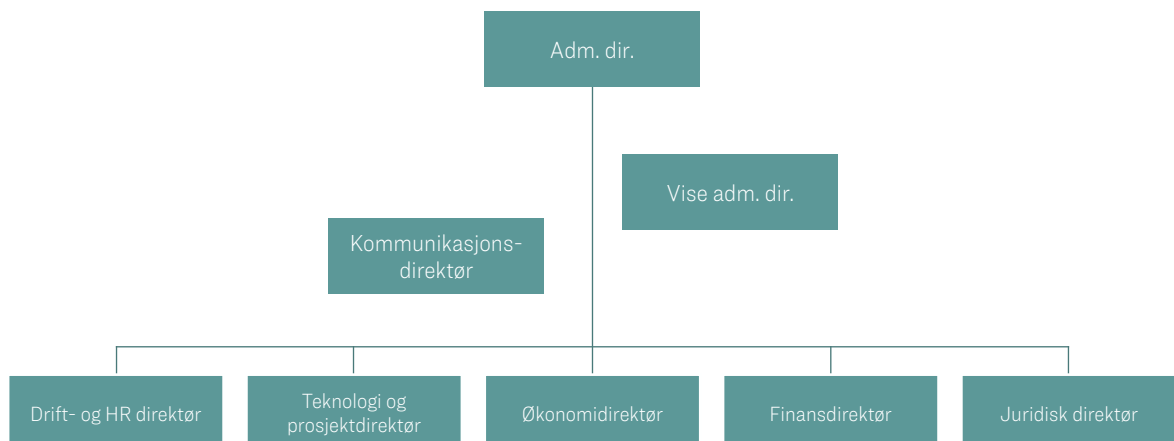 Adm. dir.
Vise adm. dir.
Kommunikasjons-
direktør
Drift- og HR direktør
Teknologi og
prosjektdirektør
Økonomidirektør
Finansdirektør
Juridisk direktør